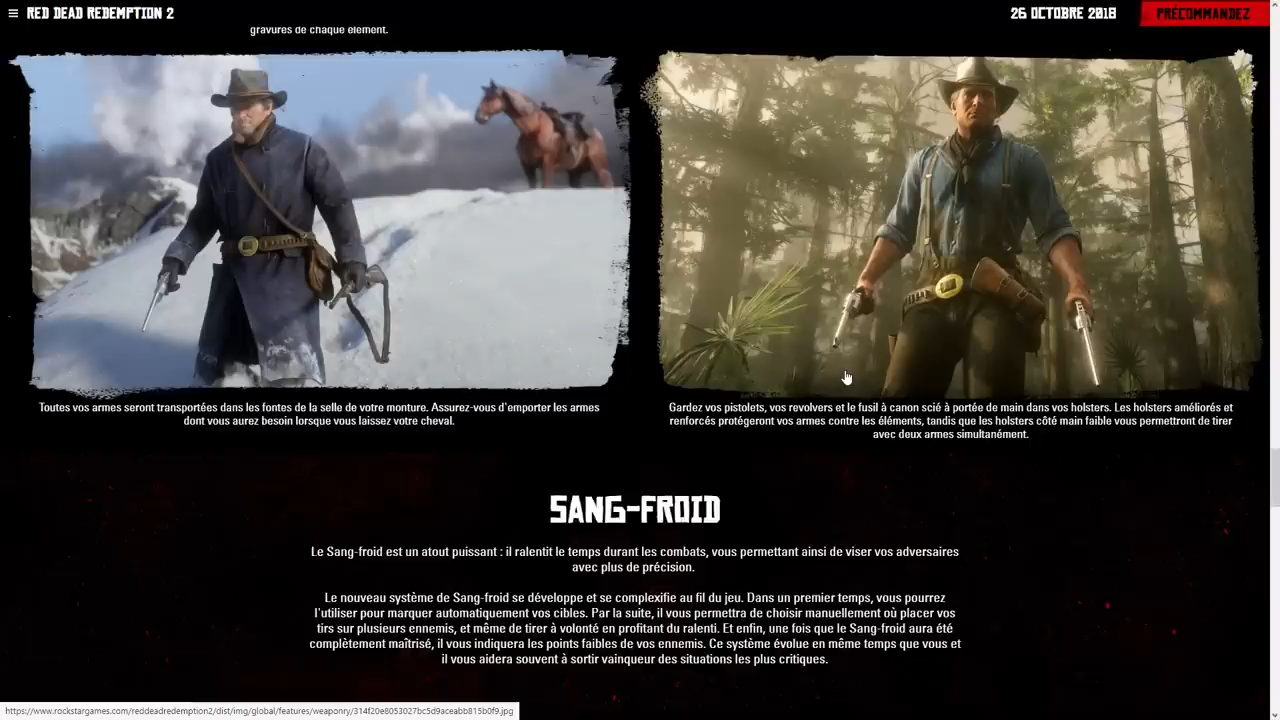 RED DEAD REDEMPTION 2
26 OCTOBRE 2018
PRÉCOMMANDEZ
gravures de chaque élément.
Toutes vos armes seront transportées dans les fontes de la selle de votre monture. Assurez-vous d'emporter les armes
dont vous aurez besoin lorsque vous laissez votre cheval.
Gardez vos pistolets, vos revolvers et le fusil à canon scié à portée de main dans vos holsters. Les holsters améliorés et
renforcés protégeront vos armes contre les éléments, tandis que les holsters côté main faible vous permettront de tirer
avec deux armes simultanément.
SANG-FROID
Le Sang-froid est un atout puissant : il ralentit le temps durant les combats, vous permettant ainsi de viser vos adversaires
avec plus de précision.
Le nouveau système de Sang-froid se développe et se complexifie au fil du jeu. Dans un premier temps, vous pourrez
l'utiliser pour marquer automatiquement vos cibles. Par la suite, il vous permettra de choisir manuellement où placer vos
tirs sur plusieurs ennemis, et même de tirer à volonté en profitant du ralenti. Et enfin, une fois que le Sang-froid aura été
complètement maîtrisé, il vous indiquera les points faibles de vos ennemis. Ce système évolue en même temps que vous et
il vous aidera souvent à sortir vainqueur des situations les plus critiques.
https://www.rockstargames.com/reddeadredemption2/dist/img/global/features/weaponry/314f20e8053027bc5d9aceabb815b0f9.jpg